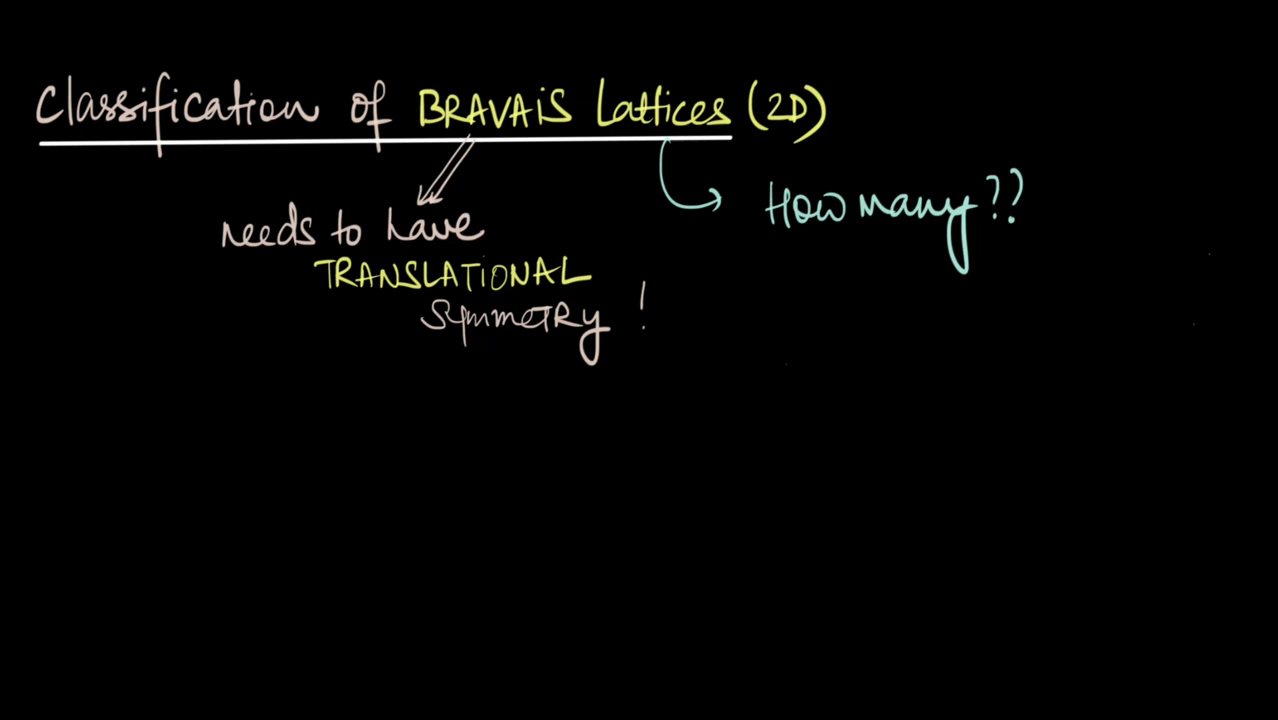 Classification of BRAVAIS Lattices (2D)
How many??
needs to have
TRANSLATIONAL
SymmeTRy !